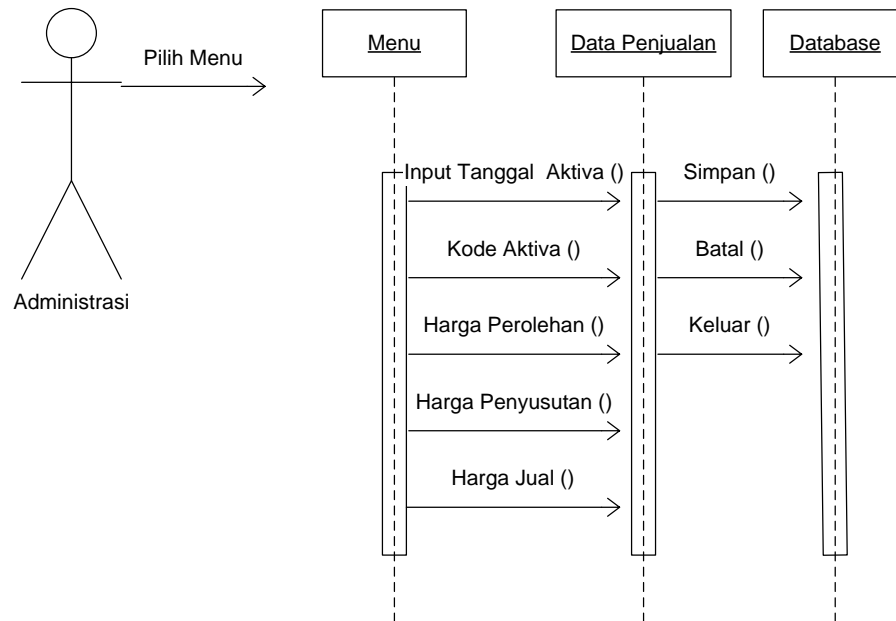 Menu
Data Penjualan
Database
Pilih Menu
Input Tanggal Aktiva ()
Simpan ()
Kode Aktiva ()
Batal ()
Administrasi
Harga Perolehan ()
Keluar ()
Harga Penyusutan ()
Harga Jual ()